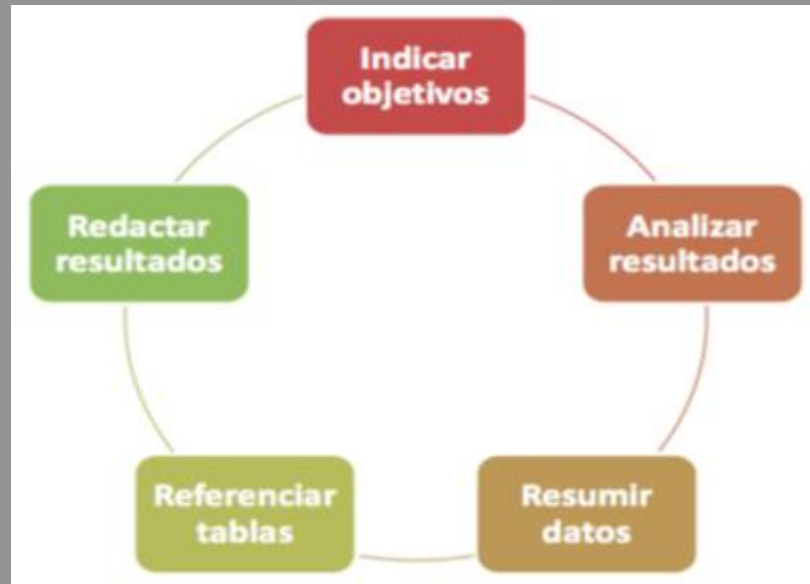 Indicar
objetivos
Analizar
resultados
Resumir
datos
Referenciar
tablas
Redactar
resultados